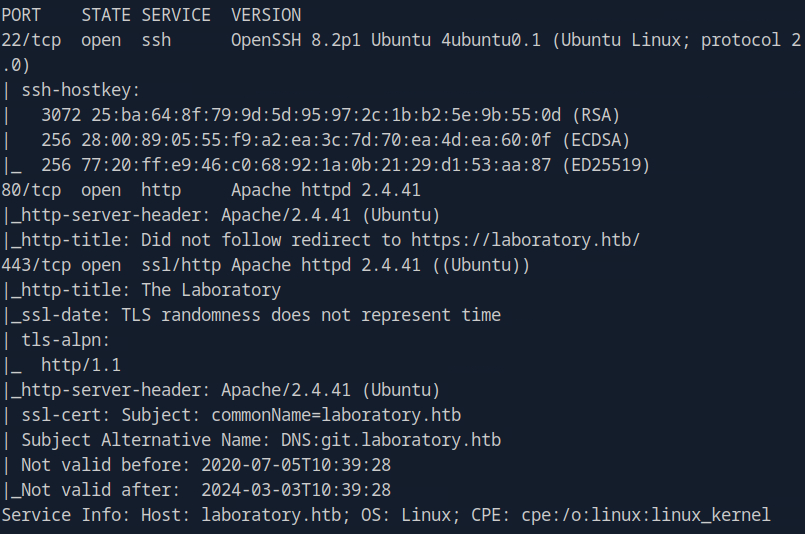 PORT    STATE SERVICE  VERSION
22/tcp  open  ssh      OpenSSH 8.2p1 Ubuntu 4ubuntu0.1 (Ubuntu Linux; protocol 2
.0)
| ssh-hostkey:
|   3072 25:ba:64:8f:79:9d:5d:95:97:2c:1b:b2:5e:9b:55:0d (RSA)
|   256 28:00:89:05:55:f9:a2:ea:3c:7d:70:ea:4d:ea:60:0f (ECDSA)
|_  256 77:20:ff:e9:46:c0:68:92:1a:0b:21:29:d1:53:aa:87 (ED25519)
80/tcp  open  http     Apache httpd 2.4.41
|_http-server-header: Apache/2.4.41 (Ubuntu)
|_http-title: Did not follow redirect to https://laboratory.htb/
443/tcp open  ssl/http Apache httpd 2.4.41 ((Ubuntu))
|_http-title: The Laboratory
|_ssl-date: TLS randomness does not represent time
| tls-alpn:
|_  http/1.1
|_http-server-header: Apache/2.4.41 (Ubuntu)
| ssl-cert: Subject: commonName=laboratory.htb
| Subject Alternative Name: DNS:git.laboratory.htb
| Not valid before: 2020-07-05T10:39:28
|_Not valid after:  2024-03-03T10:39:28
Service Info: Host: laboratory.htb; OS: Linux; CPE: cpe:/o:linux:linux_kernel